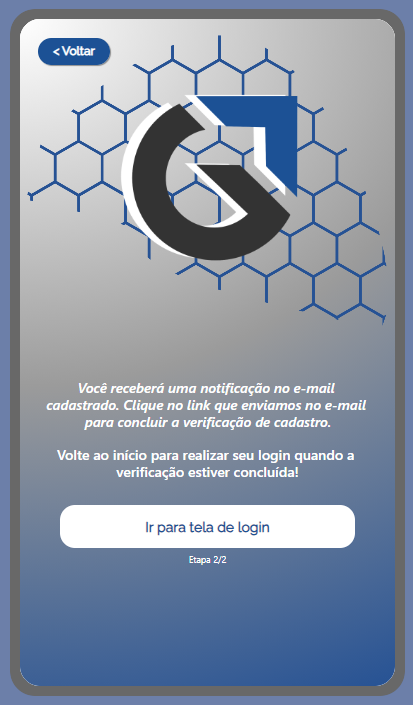 < Voltar
Você receberá uma notificação no e-mail
cadastrado. Clique no link que enviamos no e-mail
para concluir a verificação de cadastro.
Volte ao início para realizar seu login quando a
verificação estiver concluída!
Ir para tela de login
Etapa 2/2